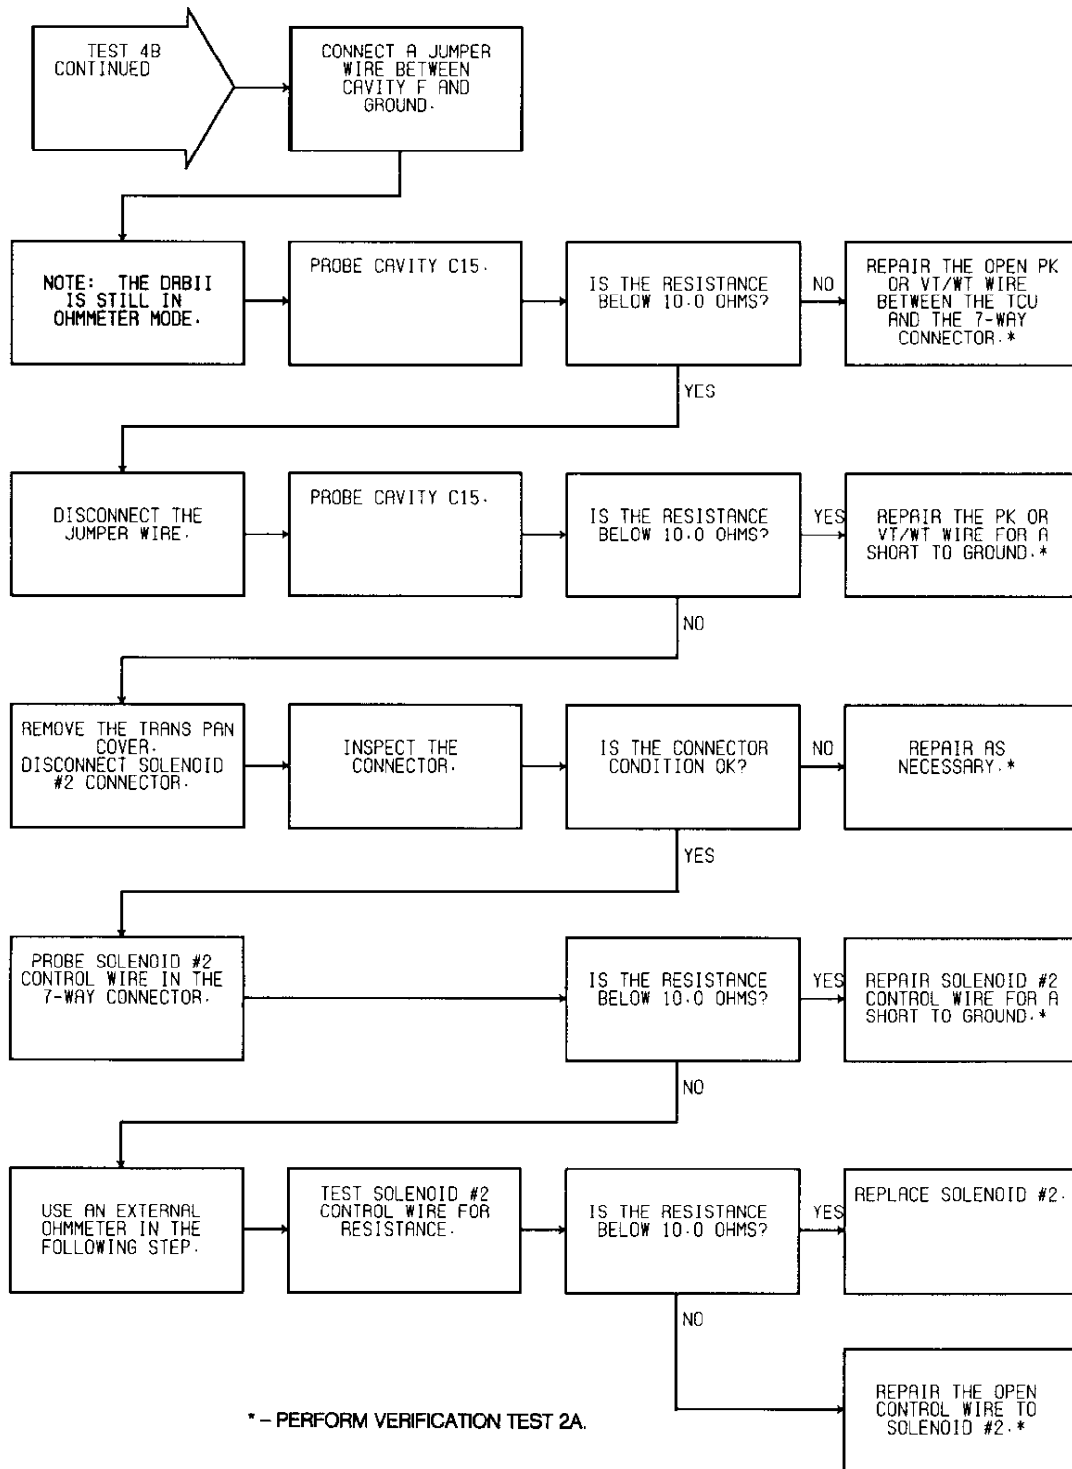 TEST 4B
CONTINUED
CONNECT A JUMPER
WIRE BETWEEN
CAVITY F AND
GROUND.
NOTE: THE DRBII
IS STILL IN
OHMMETER MODE.
PROBE CAVITY C15.
IS THE RESISTANCE
BELOW 10.0 OHMS?
NO
REPAIR THE OPEN PK
OR VT/WT WIRE
BETWEEN THE TCU
AND THE 7-WAY
CONNECTOR.*
YES
DISCONNECT THE
JUMPER WIRE.
PROBE CAVITY C15.
IS THE RESISTANCE
BELOW 10.0 OHMS?
YES
REPAIR THE PK OR
VT/WT WIRE FOR A
SHORT TO GROUND.*
NO
REMOVE THE TRANS PAN
COVER.
DISCONNECT SOLENOID
#2 CONNECTOR.
INSPECT THE
CONNECTOR.
IS THE CONNECTOR
CONDITION OK?
NO
REPAIR AS
NECESSARY.*
YES
PROBE SOLENOID #2
CONTROL WIRE IN THE
7-WAY CONNECTOR.
IS THE RESISTANCE
BELOW 10.0 OHMS?
YES
REPAIR SOLENOID #2
CONTROL WIRE FOR A
SHORT TO GROUND.*
NO
USE AN EXTERNAL
OHMMETER IN THE
FOLLOWING STEP.
TEST SOLENOID #2
CONTROL WIRE FOR
RESISTANCE.
IS THE RESISTANCE
BELOW 10.0 OHMS?
YES
REPLACE SOLENOID #2.
NO
REPAIR THE OPEN
CONTROL WIRE TO
SOLENOID #2.*
* – PERFORM VERIFICATION TEST 2A.